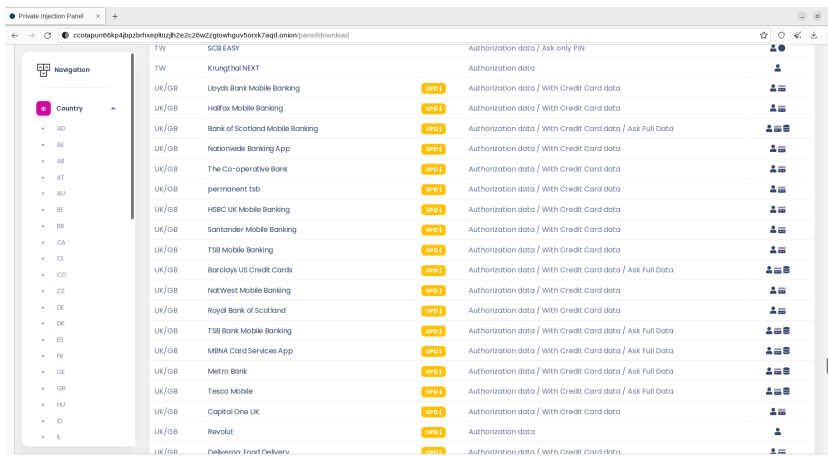 Private Injection Panel × +
ccotapun66kp4jbpzbrhxepltuzjlh2e2c26w2zgtowhguv5orxk7aqd.onion/panel/download
Navigation
Country
AD
AE
AR
AT
AU
BE
BR
CA
CL
CO
CZ
DE
DK
ES
FR
GE
GR
HU
ID
IL
TW SCB EASY Authorization data / Ask only PIN
TW Krungthai NEXT Authorization data
UK/GB Lloyds Bank Mobile Banking UPD Authorization data / With Credit Card data
UK/GB Halifax Mobile Banking UPD Authorization data / With Credit Card data
UK/GB Bank of Scotland Mobile Banking UPD Authorization data / With Credit Card data / Ask Full Data
UK/GB Nationwide Banking App UPD Authorization data / With Credit Card data
UK/GB The Co-operative Bank UPD Authorization data / With Credit Card data
UK/GB permanent tsb UPD Authorization data / With Credit Card data
UK/GB HSBC UK Mobile Banking UPD Authorization data / With Credit Card data
UK/GB Santander Mobile Banking UPD Authorization data / With Credit Card data
UK/GB TSB Mobile Banking UPD Authorization data / With Credit Card data
UK/GB Barclays US Credit Cards UPD Authorization data / With Credit Card data / Ask Full Data
UK/GB NatWest Mobile Banking UPD Authorization data / With Credit Card data
UK/GB Royal Bank of Scotland UPD Authorization data / With Credit Card data
UK/GB TSB Bank Mobile Banking UPD Authorization data / With Credit Card data / Ask Full Data
UK/GB MBNA Card Services App UPD Authorization data / With Credit Card data / Ask Full Data
UK/GB Metro Bank UPD Authorization data / With Credit Card data / Ask Full Data
UK/GB Tesco Mobile UPD Authorization data / With Credit Card data / Ask Full Data
UK/GB Capital One UK UPD Authorization data / With Credit Card data
UK/GB Revolut UPD Authorization data
UK/GB Deliveroo: Food Delivery UPD Authorization data / With Credit Card data